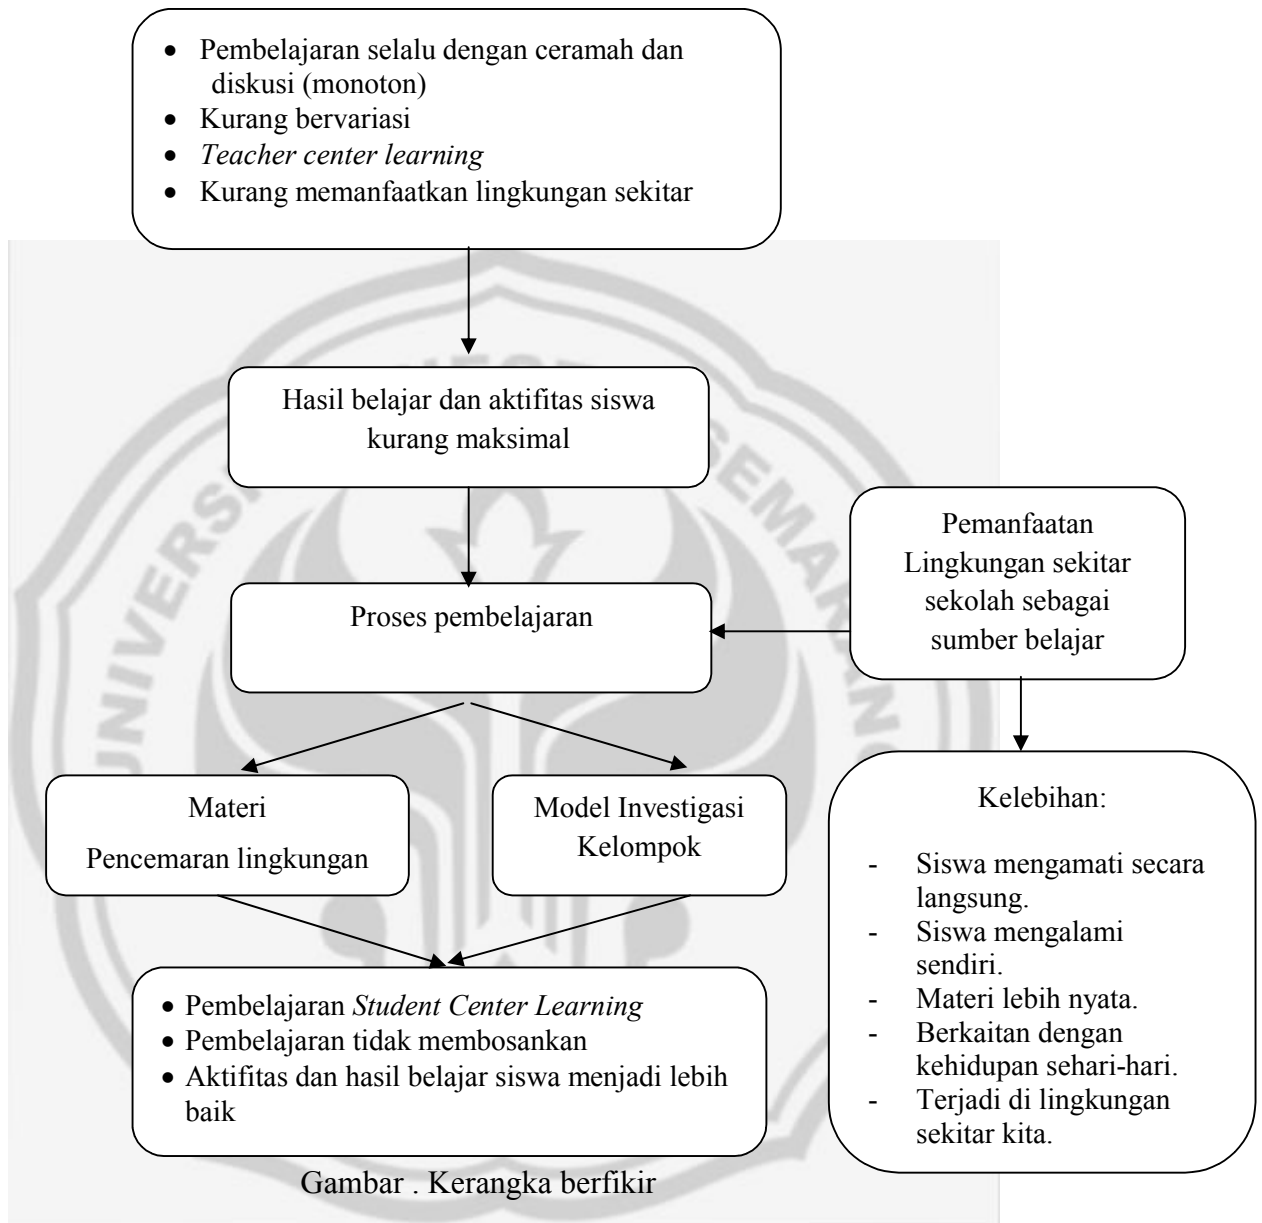 • Pembelajaran selalu dengan ceramah dan
diskusi (monoton)
• Kurang bervariasi
• Teacher center learning
• Kurang memanfaatkan lingkungan sekitar
Hasil belajar dan aktifitas siswa
kurang maksimal
Pemanfaatan
Lingkungan sekitar
sekolah sebagai
sumber belajar
Proses pembelajaran
Materi
Pencemaran lingkungan
Model Investigasi
Kelompok
Kelebihan:
- Siswa mengamati secara
langsung.
- Siswa mengalami
sendiri.
- Materi lebih nyata.
- Berkaitan dengan
kehidupan sehari-hari.
- Terjadi di lingkungan
sekitar kita.
• Pembelajaran Student Center Learning
• Pembelajaran tidak membosankan
• Aktifitas dan hasil belajar siswa menjadi lebih
baik
Gambar . Kerangka berfikir